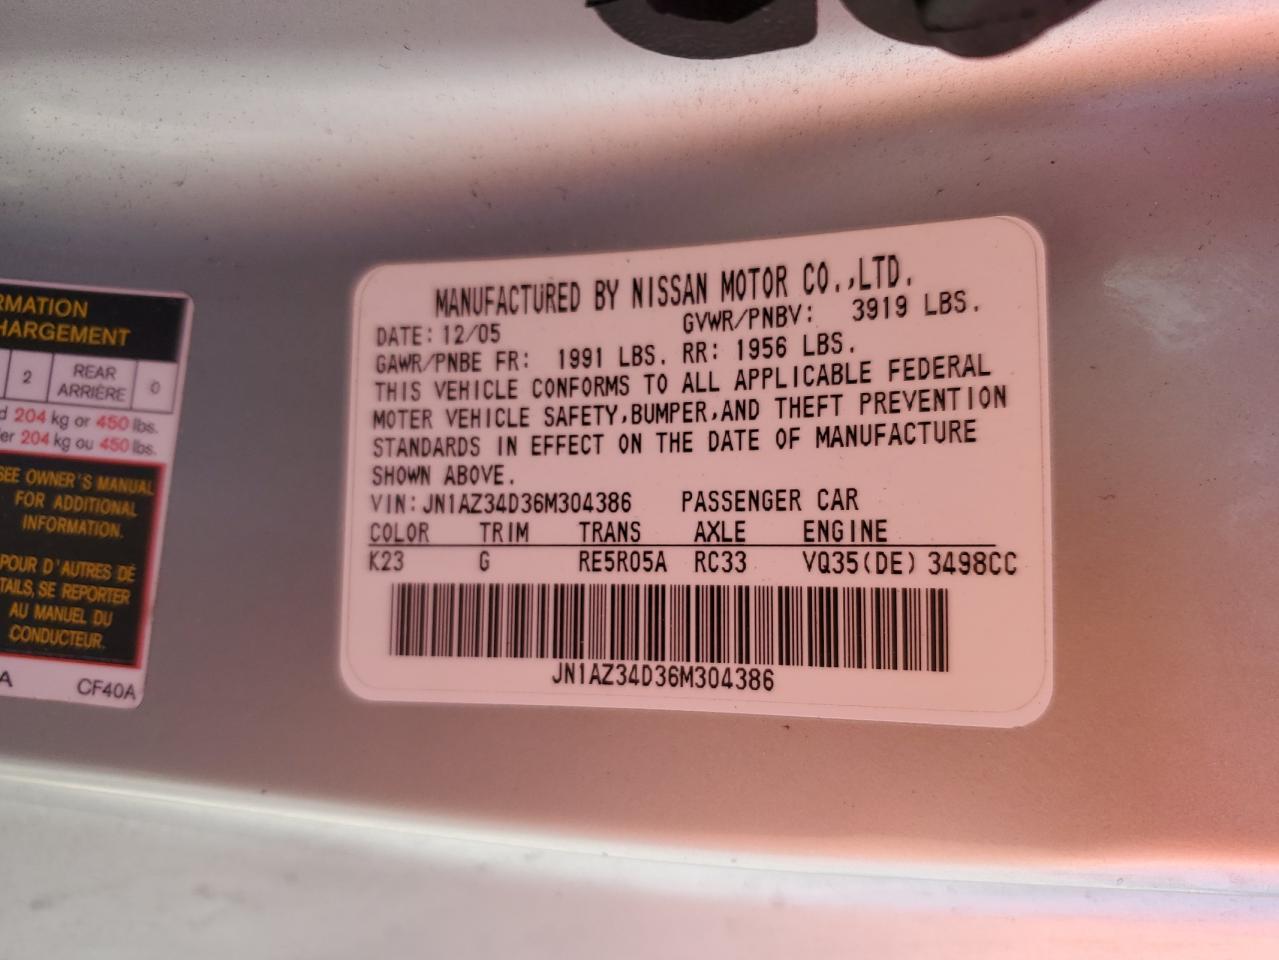 RMATION
HARGEMENT
2 REAR ARRIÈRE 0
204 kg or 450 lbs.
er 204 kg ou 450 lbs.
SEE OWNER'S MANUAL
FOR ADDITIONAL
INFORMATION.
POUR D'AUTRES DÉ
TAILS, SE REPORTER
AU MANUEL DU
CONDUCTEUR.
A CF40A
MANUFACTURED BY NISSAN MOTOR CO.,LTD.
DATE: 12/05 GVWR/PNBV: 3919 LBS.
GAWR/PNBE FR: 1991 LBS. RR: 1956 LBS.
THIS VEHICLE CONFORMS TO ALL APPLICABLE FEDERAL
MOTER VEHICLE SAFETY,BUMPER,AND THEFT PREVENTION
STANDARDS IN EFFECT ON THE DATE OF MANUFACTURE
SHOWN ABOVE.
VIN: JN1AZ34D36M304386 PASSENGER CAR
COLOR TRIM TRANS AXLE ENGINE
K23 G RE5R05A RC33 VQ35(DE) 3498CC
JN1AZ34D36M304386